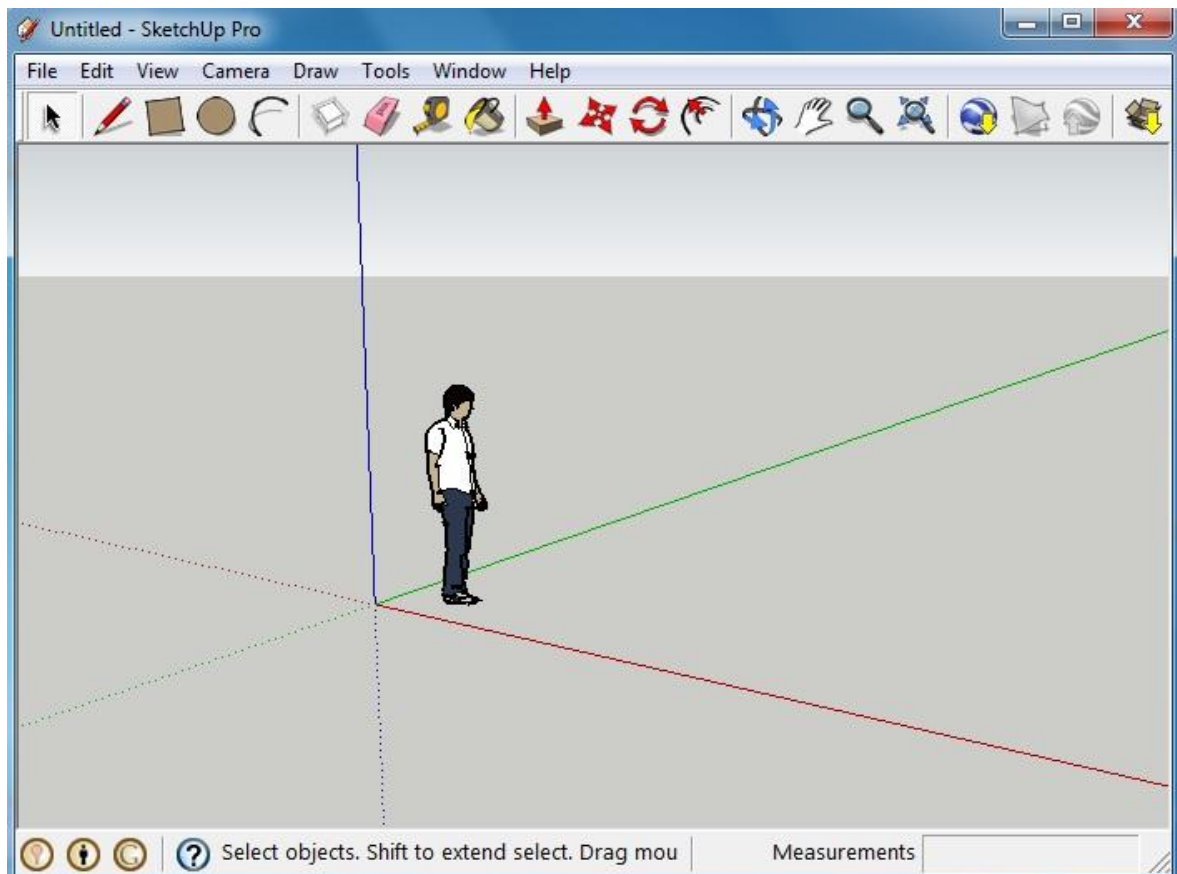 Untitled - SketchUp Pro
File Edit View Camera Draw Tools Window Help
Select objects. Shift to extend select. Drag mou
Measurements